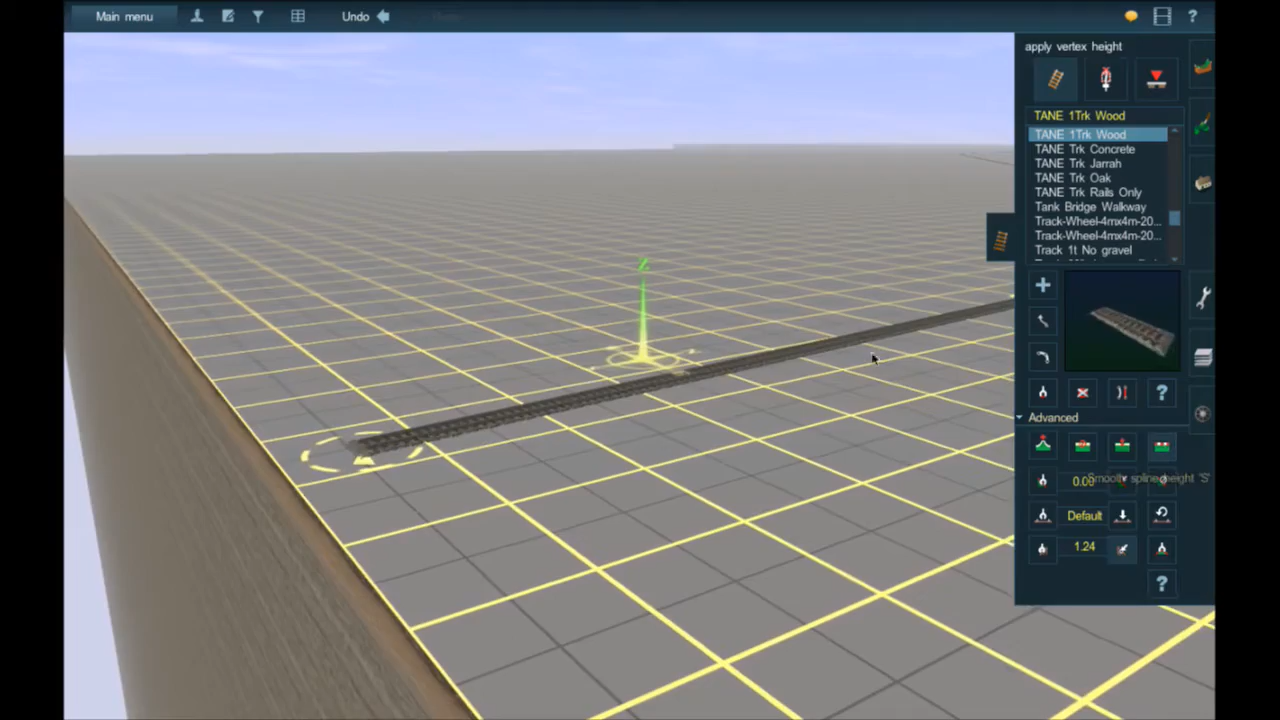 Main menu
Undo
?
apply vertex height
TANE 1Trk Wood
TANE 1Trk Wood
TANE Trk Concrete
TANE Trk Jarrah
TANE Trk Oak
TANE Trk Rails Only
Tank Bridge Walkway
Track-Wheel-4mx4m-20...
Track-Wheel-4mx4m-20...
Track 1t No gravel
Z
?
Advanced
0.00
Smooth spline height 'S'
Default
1.24
?